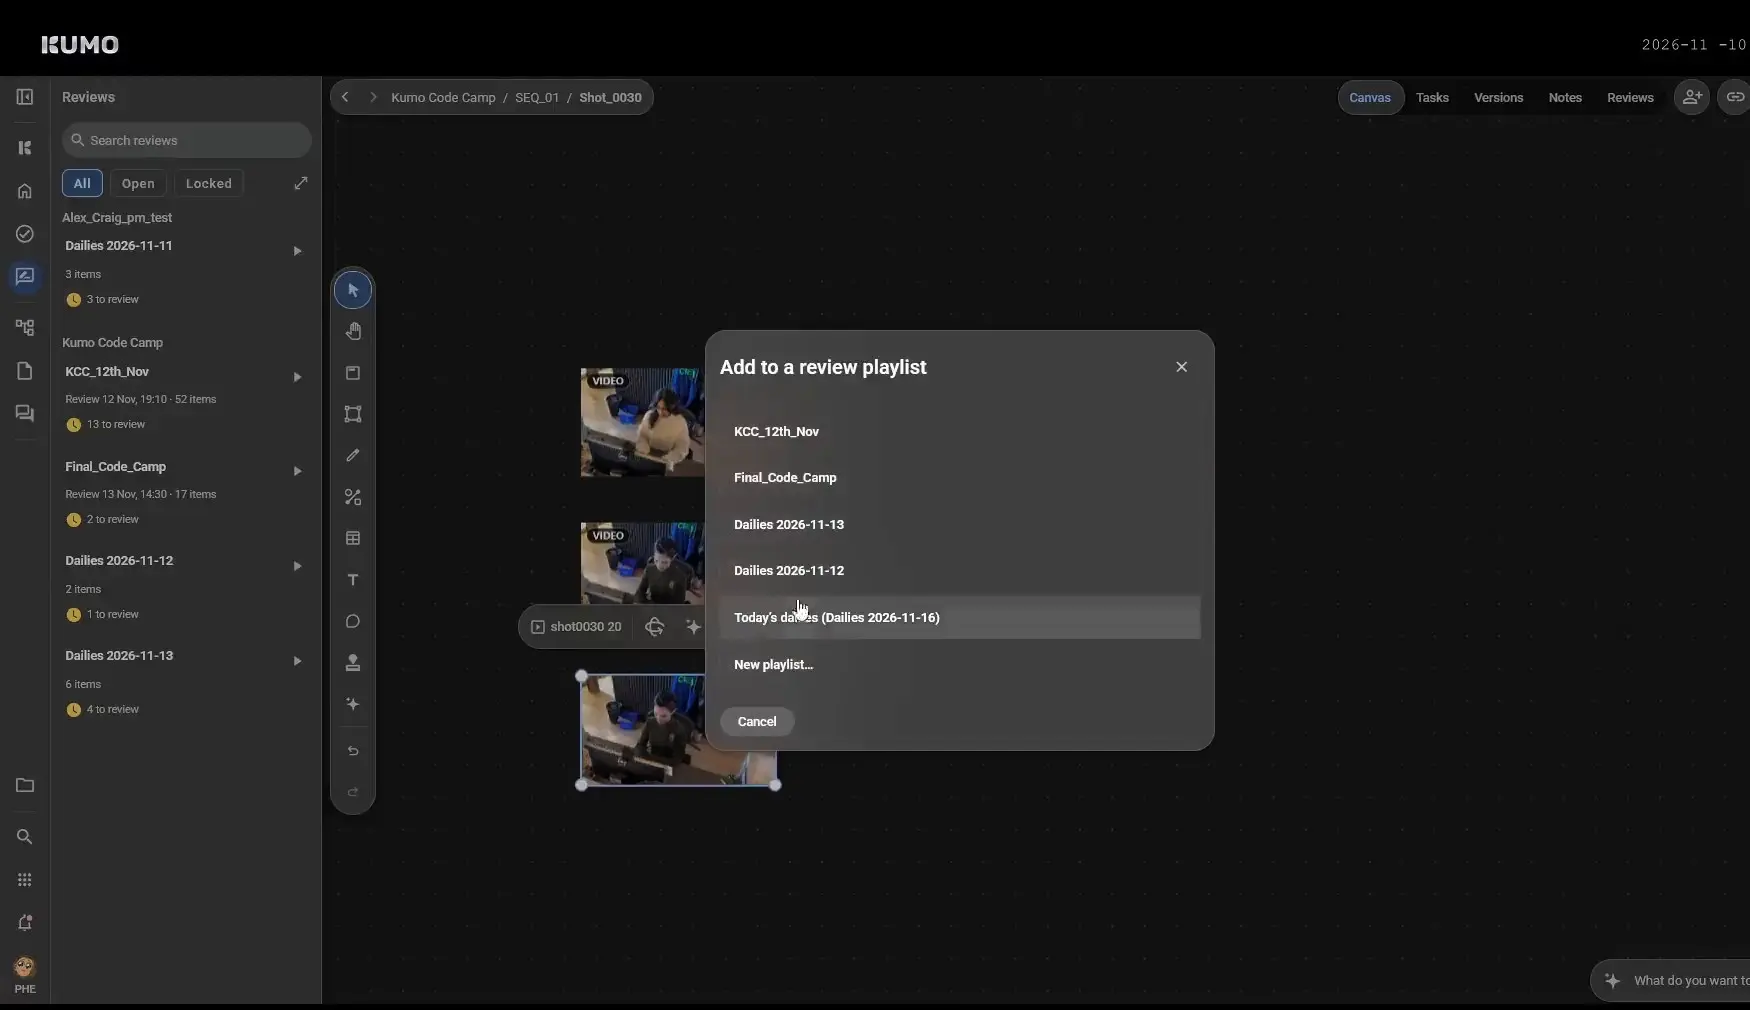 KUMO
2026-11 -10
Reviews
Search reviews
All
Open
Locked
Alex_Craig_pm_test
Dailies 2026-11-11
3 items
3 to review
Kumo Code Camp
KCC_12th_Nov
Review 12 Nov, 19:10 · 52 items
13 to review
Final_Code_Camp
Review 13 Nov, 14:30 · 17 items
2 to review
Dailies 2026-11-12
2 items
1 to review
Dailies 2026-11-13
6 items
4 to review
PHE
Kumo Code Camp / SEQ_01 / Shot_0030
Canvas
Tasks
Versions
Notes
Reviews
VIDEO
VIDEO
shot0030 20
Add to a review playlist
KCC_12th_Nov
Final_Code_Camp
Dailies 2026-11-13
Dailies 2026-11-12
Today's (Dailies 2026-11-16)
New playlist...
Cancel
What do you want to